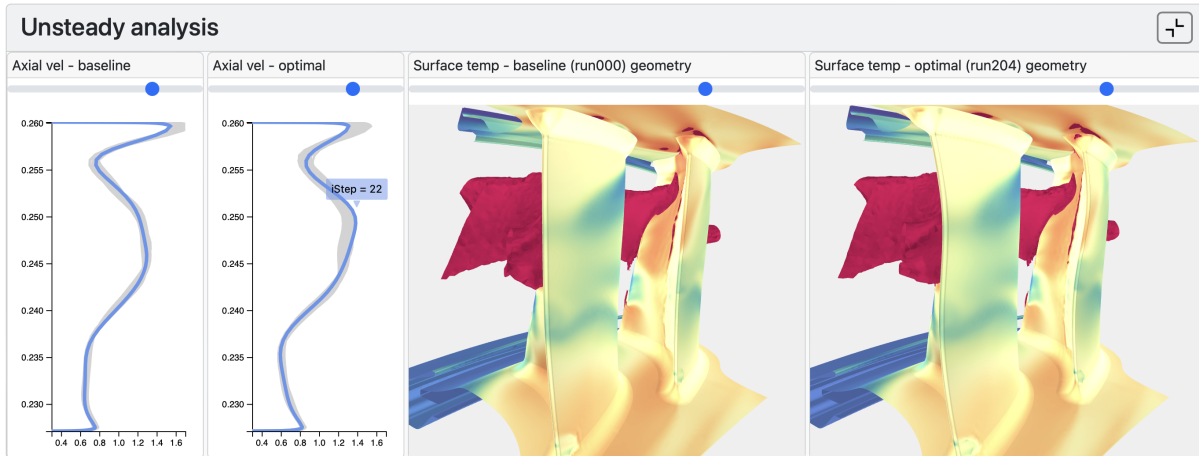 Unsteady analysis
Axial vel - baseline
Axial vel - optimal
Surface temp - baseline (run000) geometry
Surface temp - optimal (run204) geometry
0.260
0.255
0.250
0.245
0.240
0.235
0.230
0.4 0.6 0.8 1.0 1.2 1.4 1.6
0.260
0.255
0.250
0.245
0.240
0.235
0.230
0.4 0.6 0.8 1.0 1.2 1.4 1.6
iStep = 22